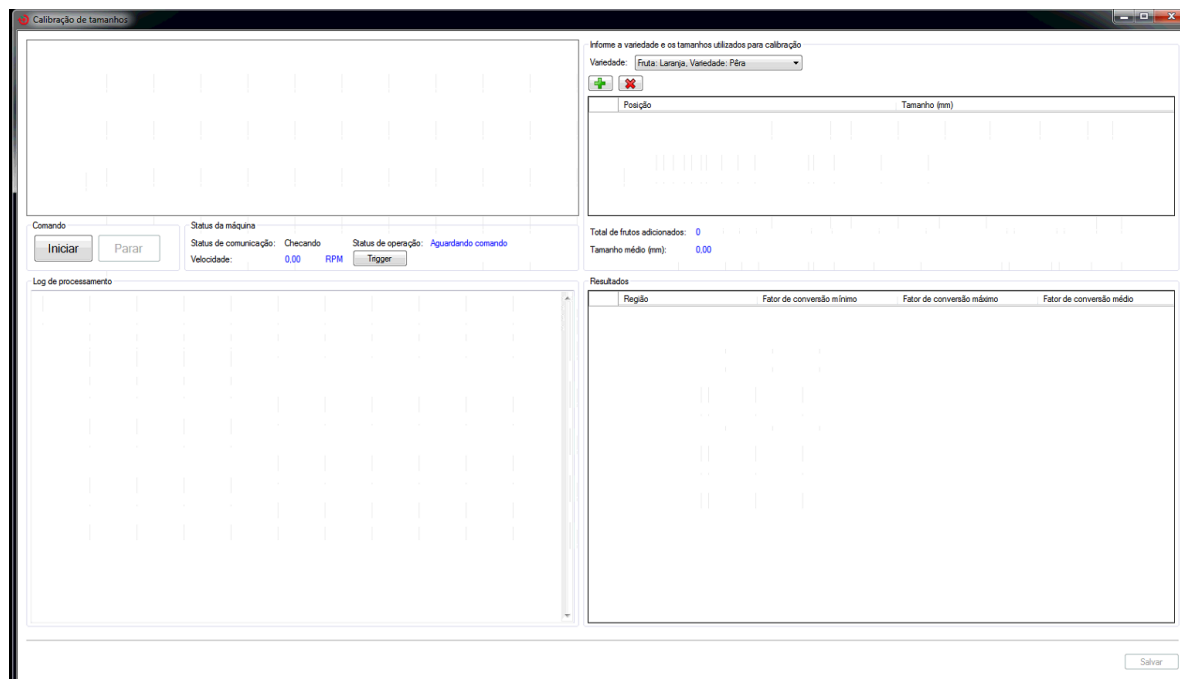 Calibração de tamanhos
Informe a variedade e os tamanhos utilizados para calibração
Variedade: Fruta: Laranja, Variedade: Pêra
Posição Tamanho (mm)
Comando
Iniciar Parar
Status da máquina
Status de comunicação: Checando Status de operação: Aguardando comando
Velocidade: 0,00 RPM Trigger
Total de frutos adicionados: 0
Tamanho médio (mm): 0,00
Log de processamento
Resultados
Região Fator de conversão mínimo Fator de conversão máximo Fator de conversão médio
Salvar